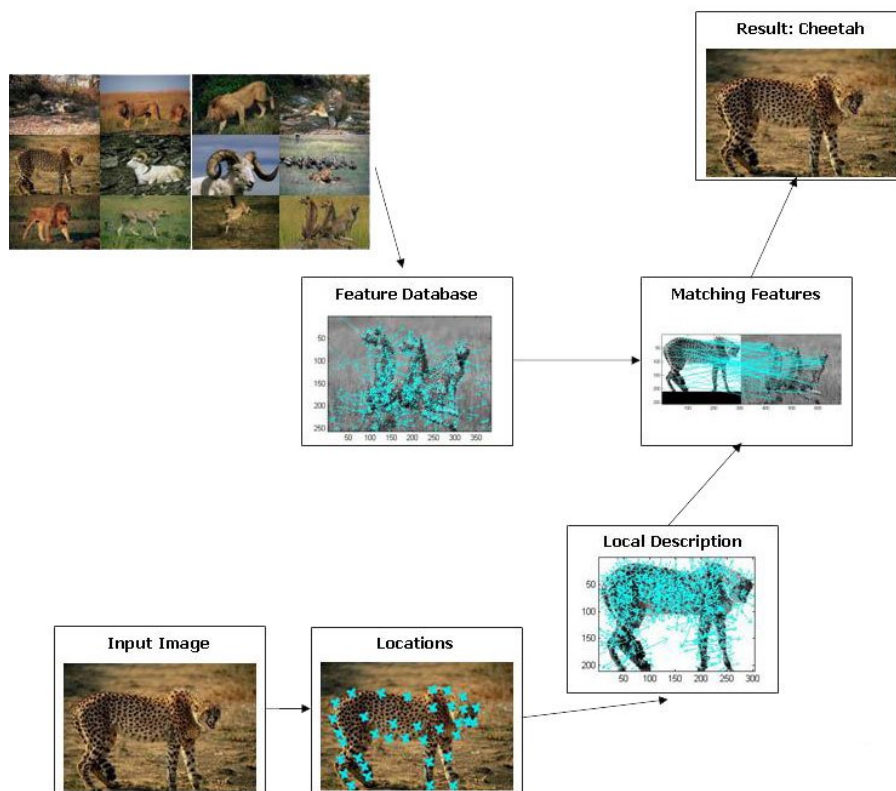 Result: Cheetah
Feature Database
50
100
150
200
250
50 100 150 200 250 300 350
Matching Features
Local Description
50
100
150
200
50 100 150 200 250 300
Input Image
Locations